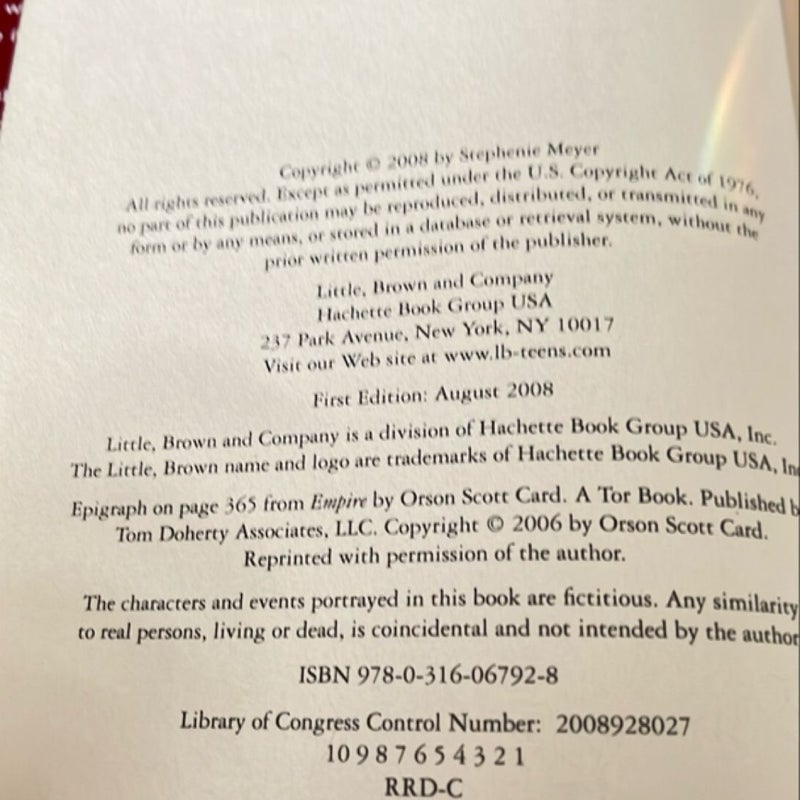 Copyright © 2008 by Stephenie Meyer
All rights reserved. Except as permitted under the U.S. Copyright Act of 1976,
no part of this publication may be reproduced, distributed, or transmitted in any
form or by any means, or stored in a database or retrieval system, without the
prior written permission of the publisher.
Little, Brown and Company
Hachette Book Group USA
237 Park Avenue, New York, NY 10017
Visit our Web site at www.lb-teens.com
First Edition: August 2008
Little, Brown and Company is a division of Hachette Book Group USA, Inc.
The Little, Brown name and logo are trademarks of Hachette Book Group USA, In
Epigraph on page 365 from Empire by Orson Scott Card. A Tor Book. Published b
Tom Doherty Associates, LLC. Copyright © 2006 by Orson Scott Card.
Reprinted with permission of the author.
The characters and events portrayed in this book are fictitious. Any similarity
to real persons, living or dead, is coincidental and not intended by the author
ISBN 978-0-316-06792-8
Library of Congress Control Number: 2008928027
10 9 8 7 6 5 4 3 2 1
RRD-C